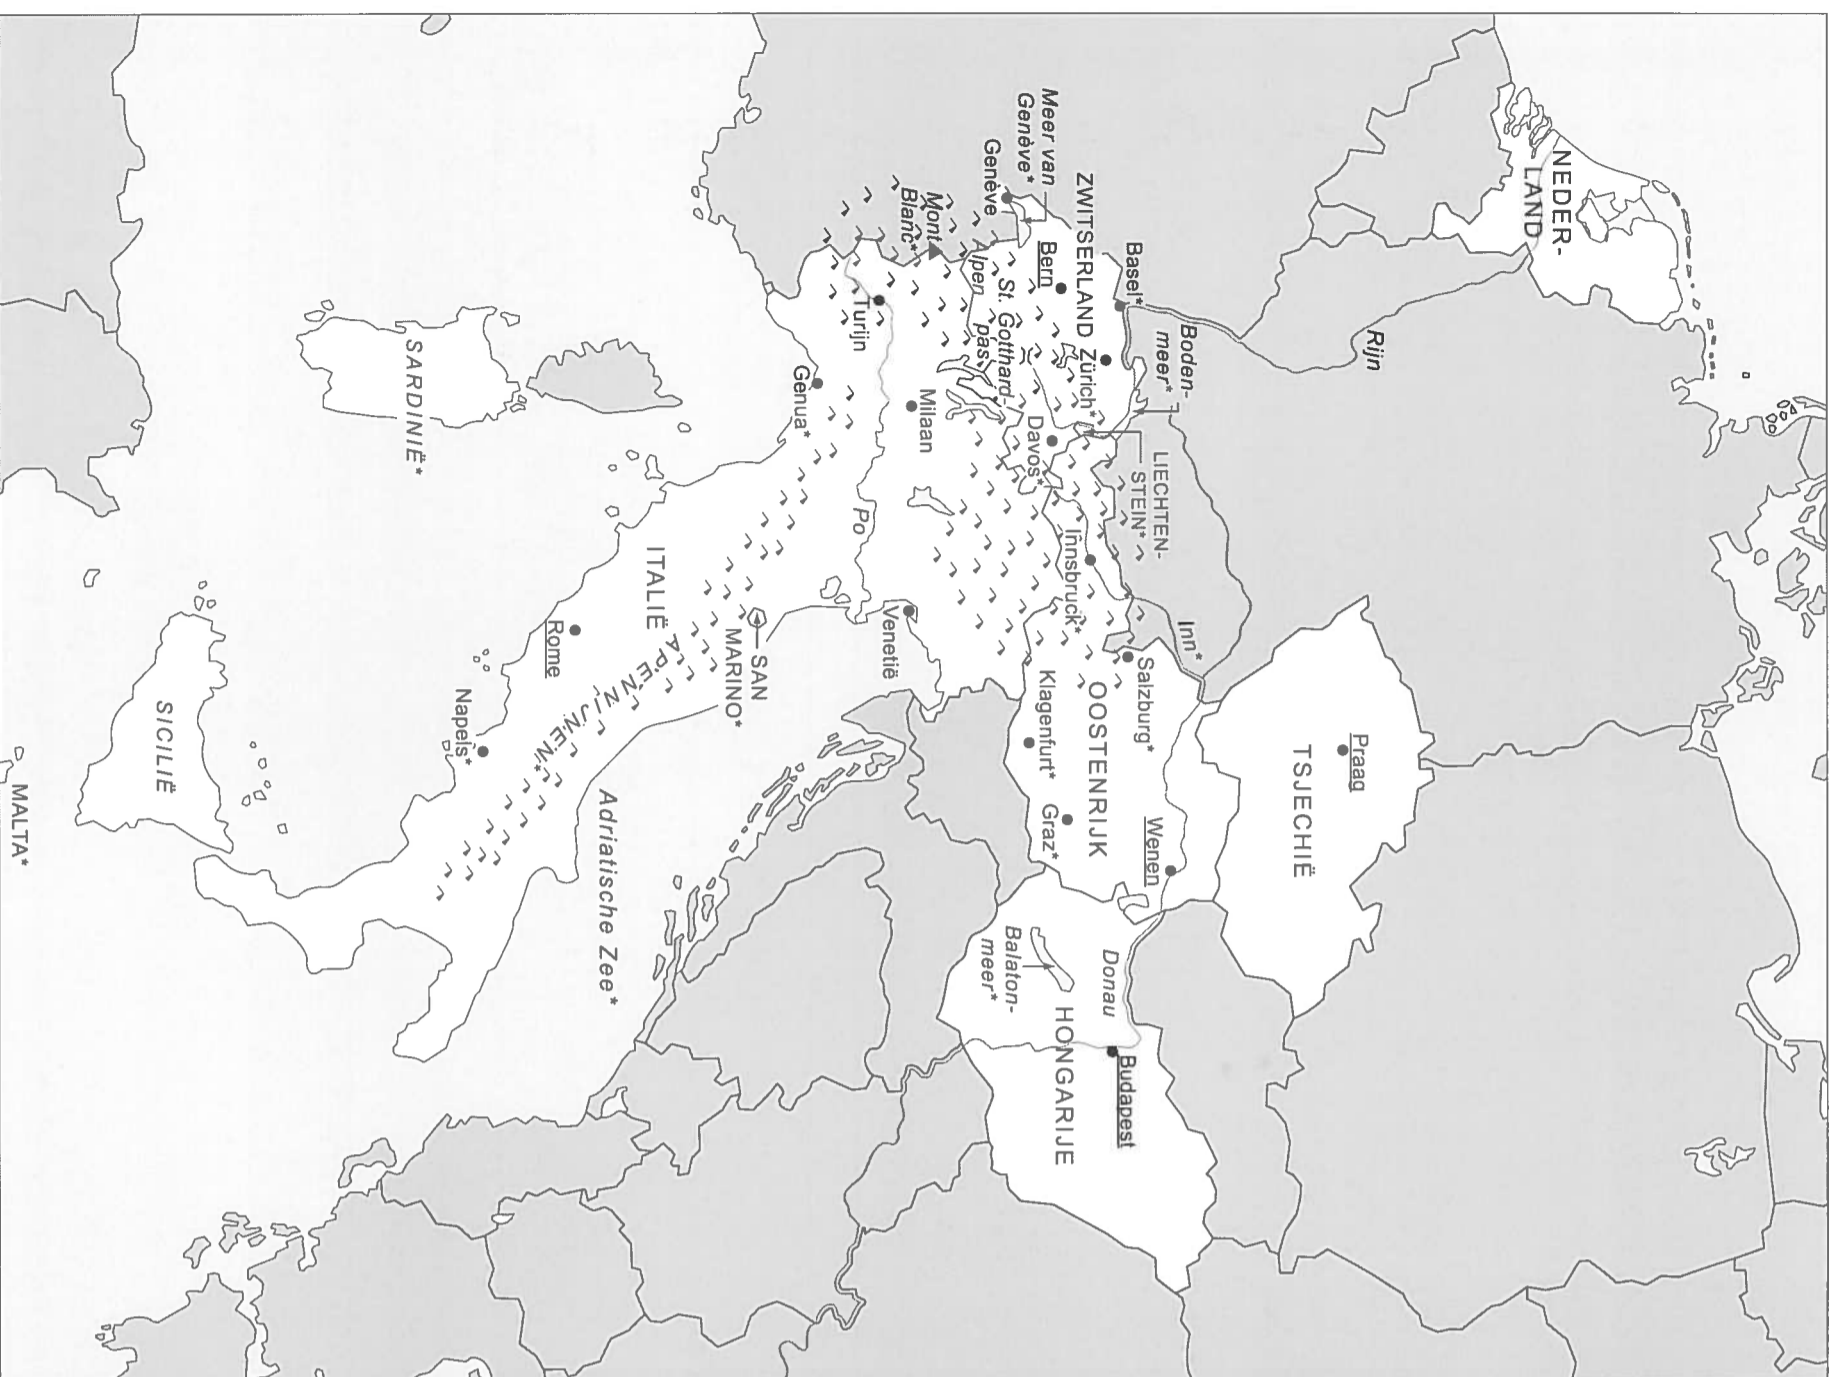 NEDER-
LAND
Rijn
Praag
TSJECHIË
Boden-
meer*
Basel*
LIECHTEN-
STEIN*
Inn*
Salzburg*
Wenen
ZWITSERLAND
Zürich*
OOSTENRIJK
Innsbruck*
Klagenfurt*
Graz*
Donau
Budapest
HONGARIJE
Balaton-
meer*
Meer van
Genève*
Genève
Bern
St. Gotthard-
pas*
Davos*
Alpen
Mont
Blanc*
Milaan
Turijn
Venetië
Po
Genua*
SAN
MARINO*
ITALIË
APENNIJNEN*
Adriatische Zee*
Rome
Napels*
SARDINIË*
SICILIË
MALTA*